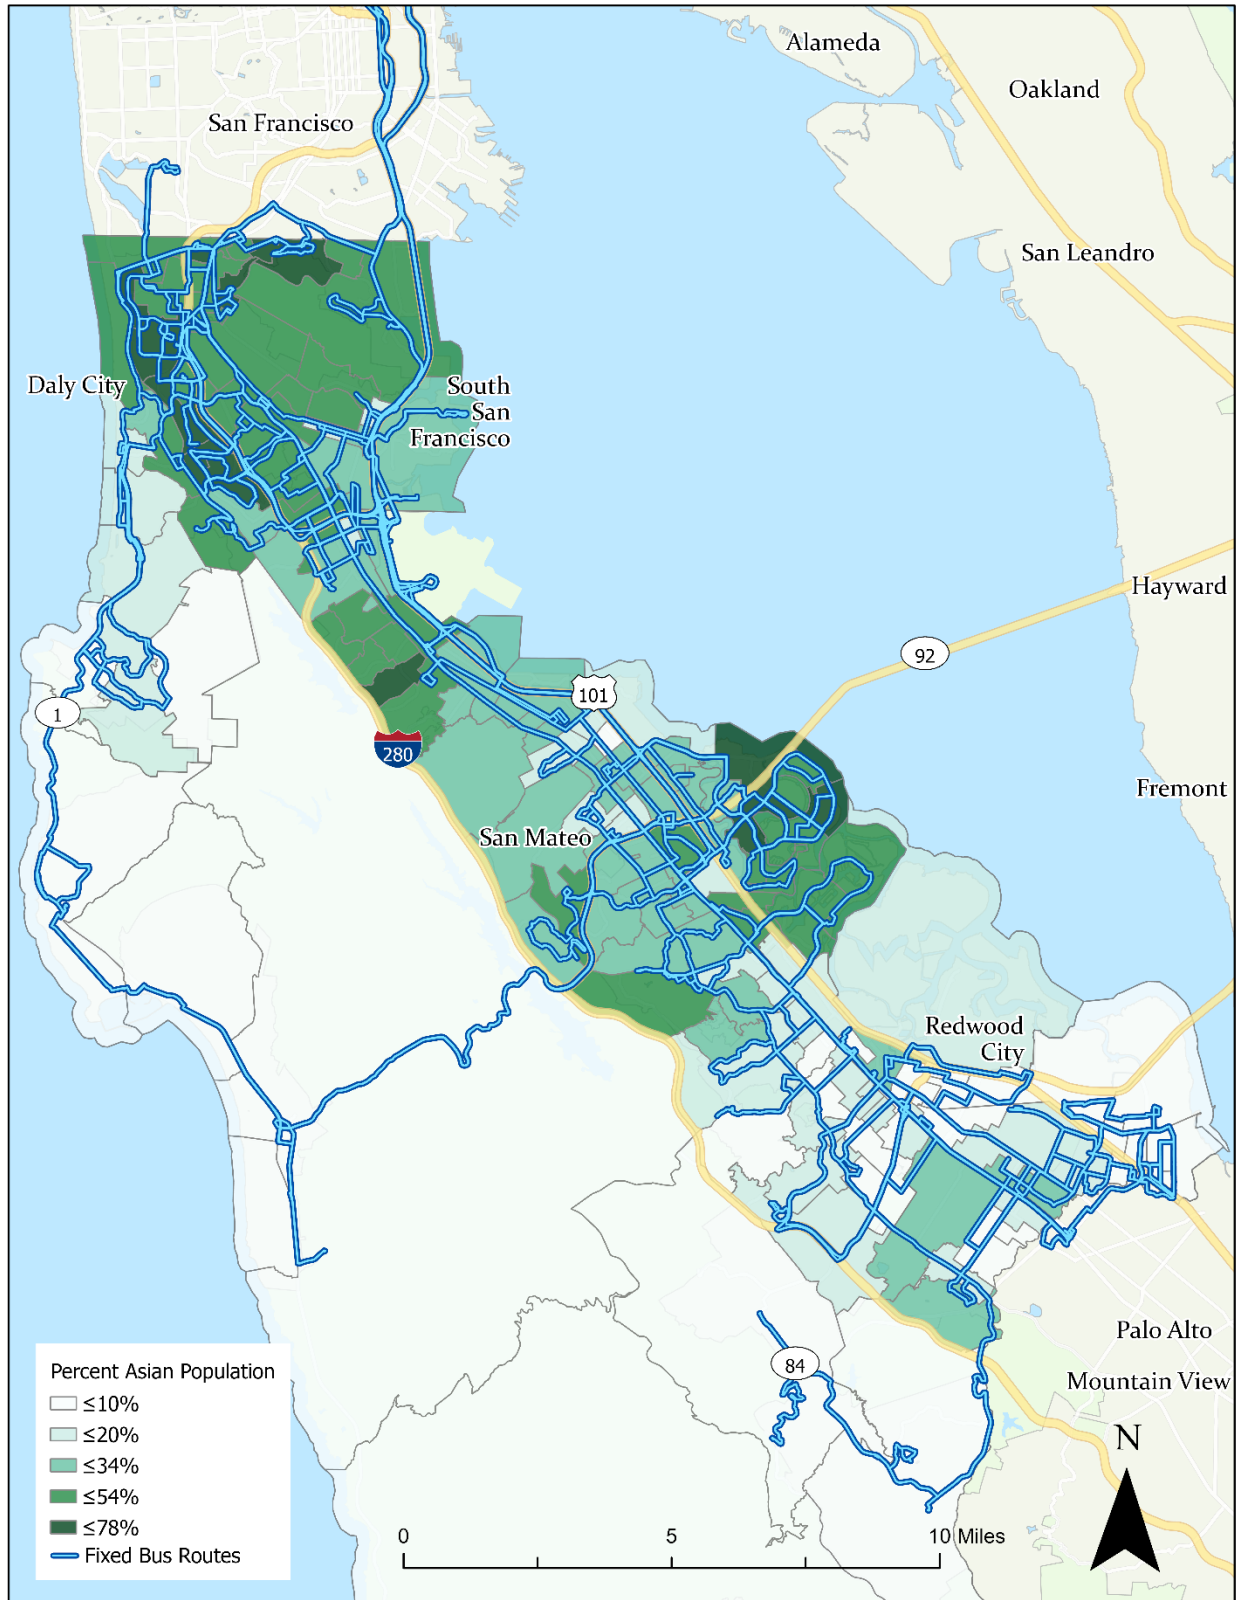 Alameda
Oakland
San Francisco
San Leandro
Daly City
South
San
Francisco
Hayward
92
101
1
280
Fremont
San Mateo
Redwood
City
Palo Alto
84
Mountain View
N
Percent Asian Population
≤10%
≤20%
≤34%
≤54%
≤78%
Fixed Bus Routes
0 5 10 Miles